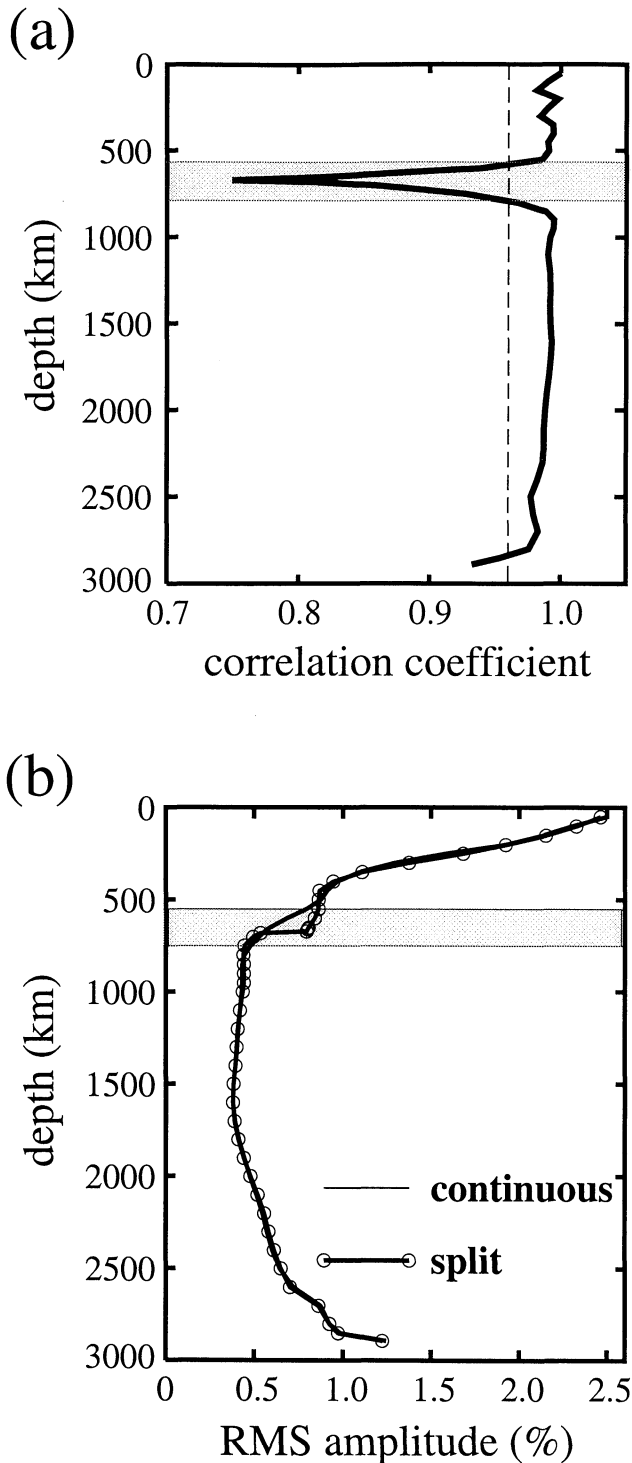 (a)
0
500
1000
1500
2000
2500
3000
depth (km)
0.7 0.8 0.9 1.0
correlation coefficient
(b)
0
500
1000
1500
2000
2500
3000
depth (km)
continuous
split
0 0.5 1.0 1.5 2.0 2.5
RMS amplitude (%)